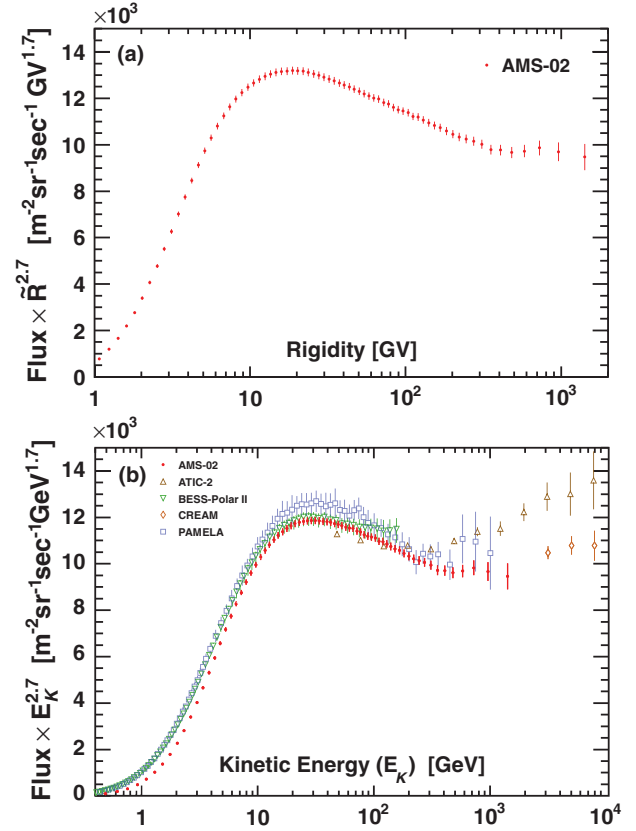 ×10³
(a)
AMS-02
Flux × R̃^2.7 [m⁻²sr⁻¹sec⁻¹ GV^1.7]
14
12
10
8
6
4
2
0
Rigidity [GV]
1 10 10² 10³
×10³
(b)
AMS-02
ATIC-2
BESS-Polar II
CREAM
PAMELA
Flux × E_K^2.7 [m⁻²sr⁻¹sec⁻¹GeV^1.7]
14
12
10
8
6
4
2
0
Kinetic Energy (E_K) [GeV]
1 10 10² 10³ 10⁴